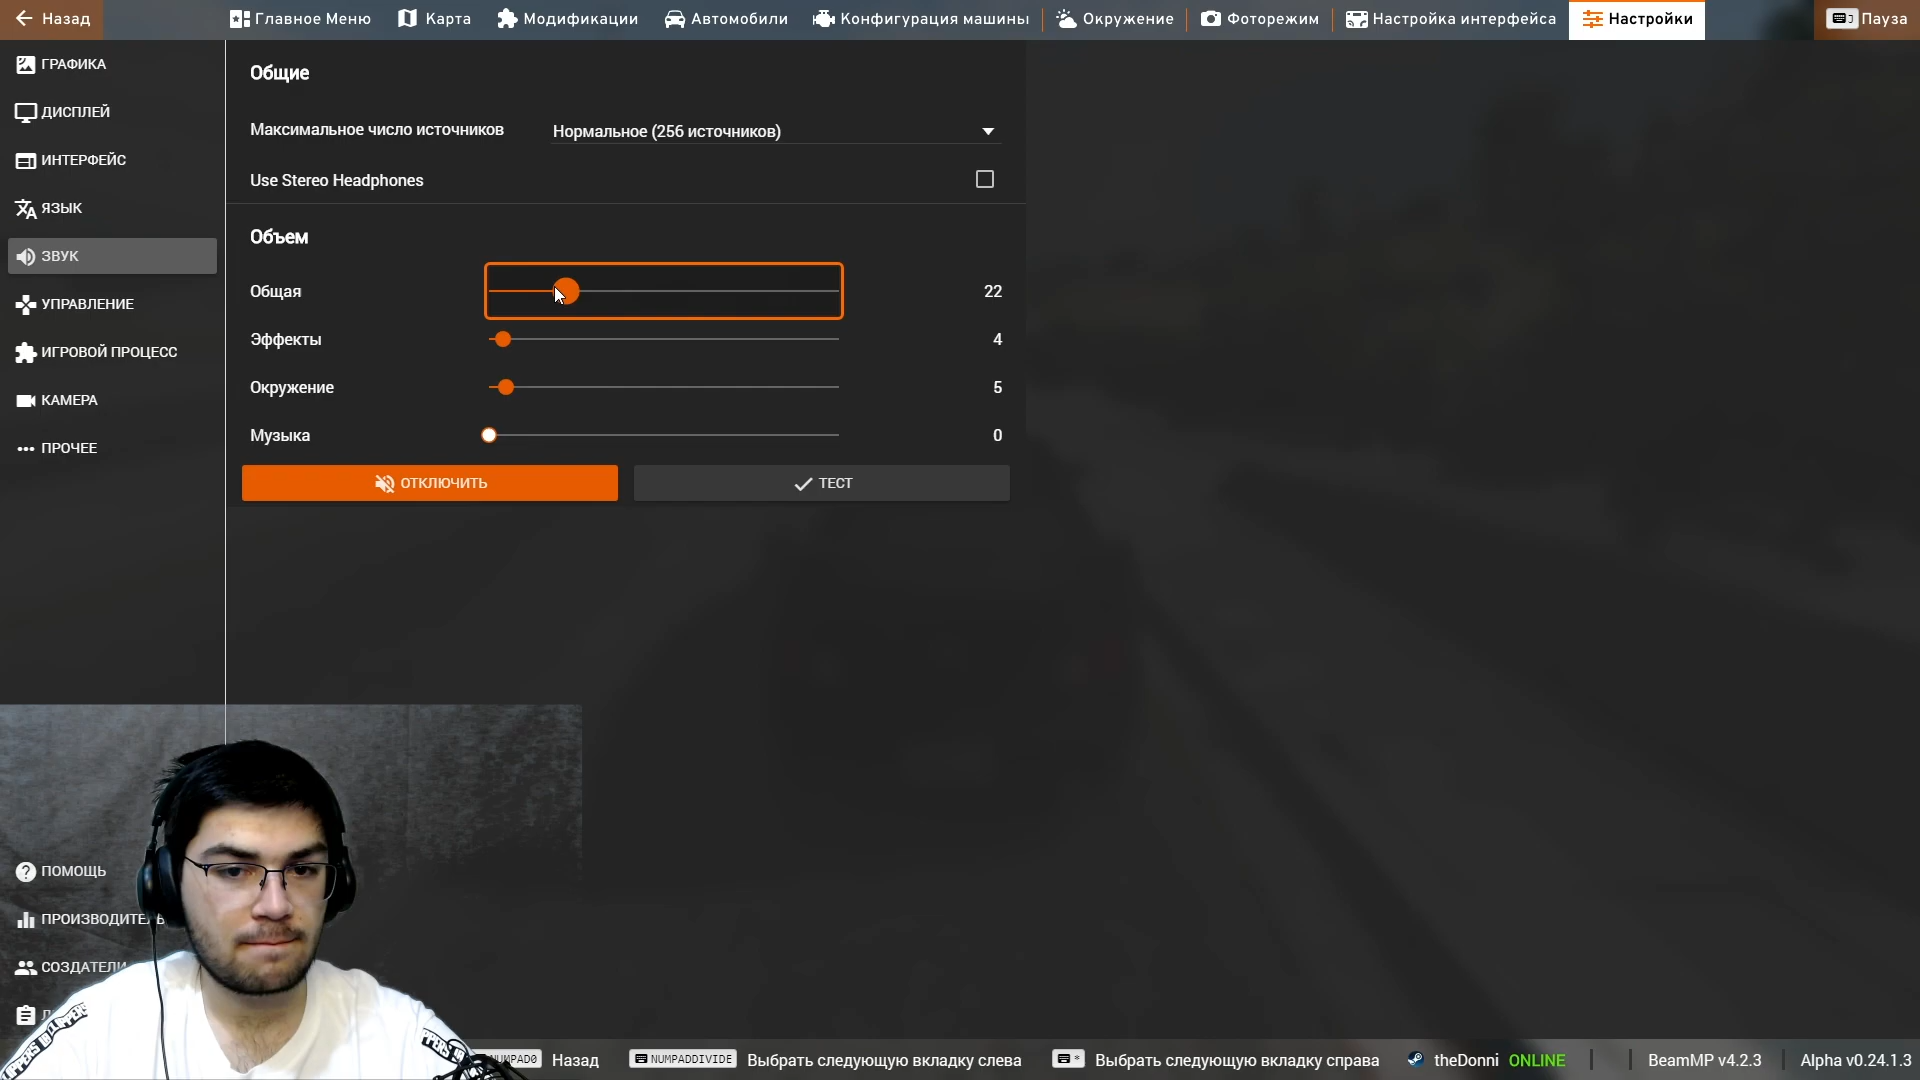 Назад
Главное Меню
Карта
Модификации
Автомобили
Конфигурация машины
Окружение
Фоторежим
Настройка интерфейса
Настройки
J Пауза
ГРАФИКА
ДИСПЛЕЙ
ИНТЕРФЕЙС
ЯЗЫК
ЗВУК
УПРАВЛЕНИЕ
ИГРОВОЙ ПРОЦЕСС
КАМЕРА
ПРОЧЕЕ
Общие
Максимальное число источников Нормальное (256 источников)
Use Stereo Headphones
Объем
Общая 22
Эффекты 4
Окружение 5
Музыка 0
ОТКЛЮЧИТЬ
ТЕСТ
ПОМОЩЬ
ПРОИЗВОДИТЕЛЬ
СОЗДАТЕЛИ
NUMPAD0 Назад
NUMPADDIVIDE Выбрать следующую вкладку слева
* Выбрать следующую вкладку справа
theDonni ONLINE
BeamMP v4.2.3
Alpha v0.24.1.3